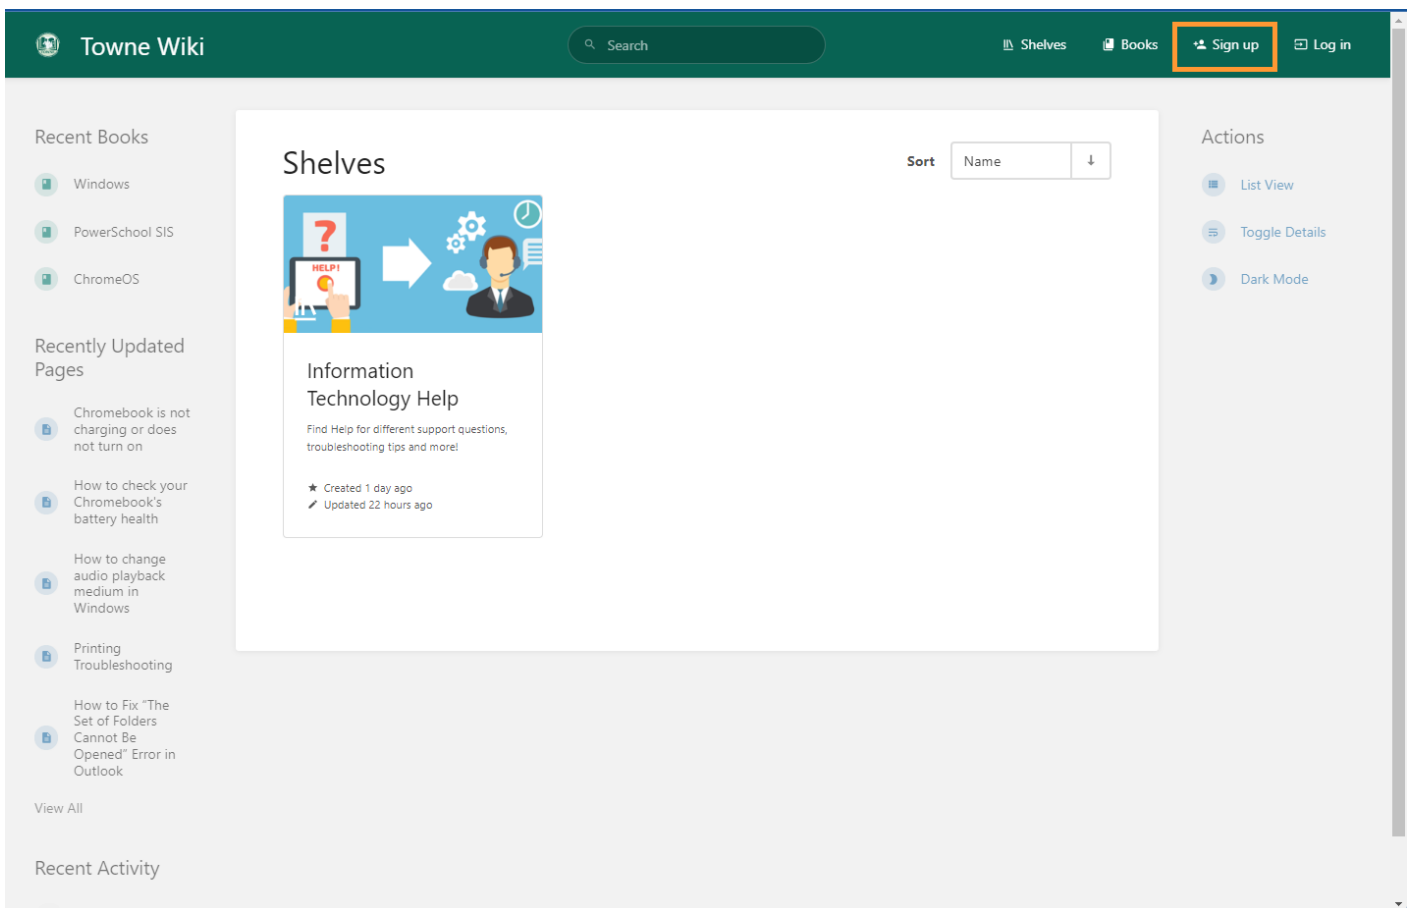 Towne Wiki
Search
Shelves
Books
Sign up
Log in
Recent Books
Windows
PowerSchool SIS
ChromeOS
Recently Updated
Pages
Chromebook is not
charging or does
not turn on
How to check your
Chromebook's
battery health
How to change
audio playback
medium in
Windows
Printing
Troubleshooting
How to Fix “The
Set of Folders
Cannot Be
Opened” Error in
Outlook
View All
Recent Activity
Shelves
Sort
Name
?
HELP!
Information
Technology Help
Find Help for different support questions,
troubleshooting tips and more!
Created 1 day ago
Updated 22 hours ago
Actions
List View
Toggle Details
Dark Mode